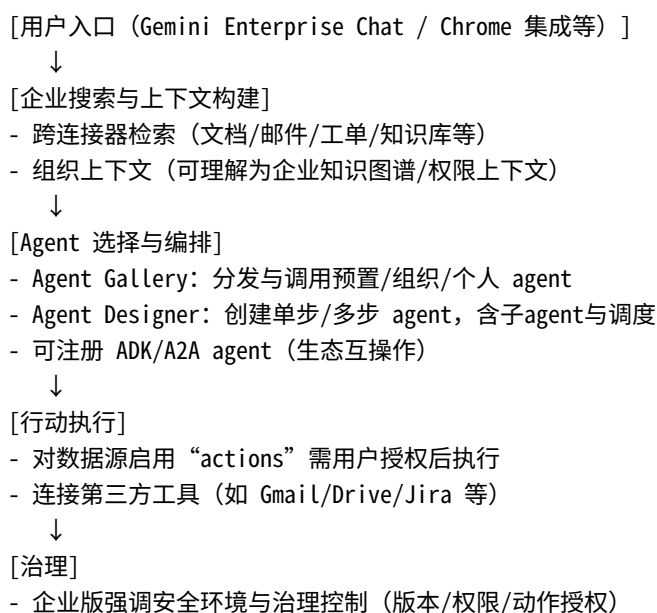 [用户入口（Gemini Enterprise Chat / Chrome 集成等）]
↓
[企业搜索与上下文构建]
- 跨连接器检索（文档/邮件/工单/知识库等）
- 组织上下文（可理解为企业知识图谱/权限上下文）
↓
[Agent 选择与编排]
- Agent Gallery：分发与调用预置/组织/个人 agent
- Agent Designer：创建单步/多步 agent，含子agent与调度
- 可注册 ADK/A2A agent（生态互操作）
↓
[行动执行]
- 对数据源启用“actions”需用户授权后执行
- 连接第三方工具（如 Gmail/Drive/Jira 等）
↓
[治理]
- 企业版强调安全环境与治理控制（版本/权限/动作授权）